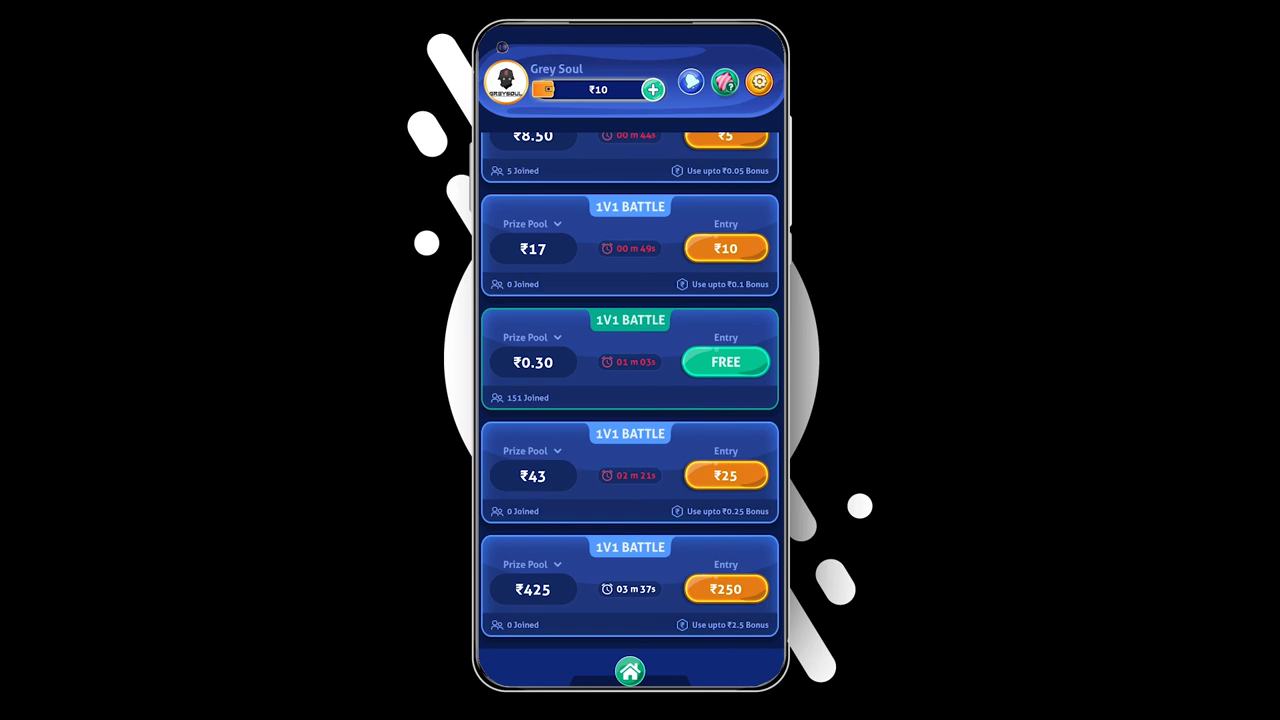 Grey Soul
GREYSOUL
₹10
₹8.50
00 m 44s
₹5
5 Joined
Use upto ₹0.05 Bonus
1V1 BATTLE
Prize Pool
Entry
₹17
00 m 49s
₹10
0 Joined
Use upto ₹0.1 Bonus
1V1 BATTLE
Prize Pool
Entry
₹0.30
01 m 03s
FREE
151 Joined
1V1 BATTLE
Prize Pool
Entry
₹43
02 m 21s
₹25
0 Joined
Use upto ₹0.25 Bonus
1V1 BATTLE
Prize Pool
Entry
₹425
03 m 37s
₹250
0 Joined
Use upto ₹2.5 Bonus